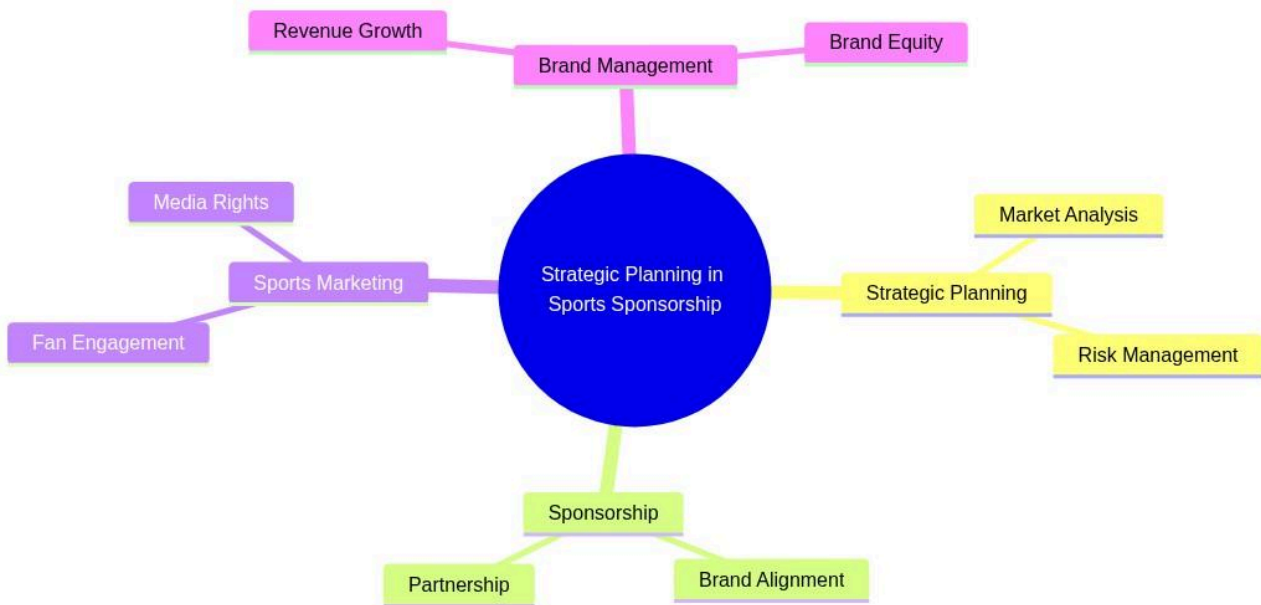 Revenue Growth
Brand Equity
Brand Management
Media Rights
Market Analysis
Sports Marketing
Strategic Planning in
Sports Sponsorship
Strategic Planning
Fan Engagement
Risk Management
Sponsorship
Partnership
Brand Alignment